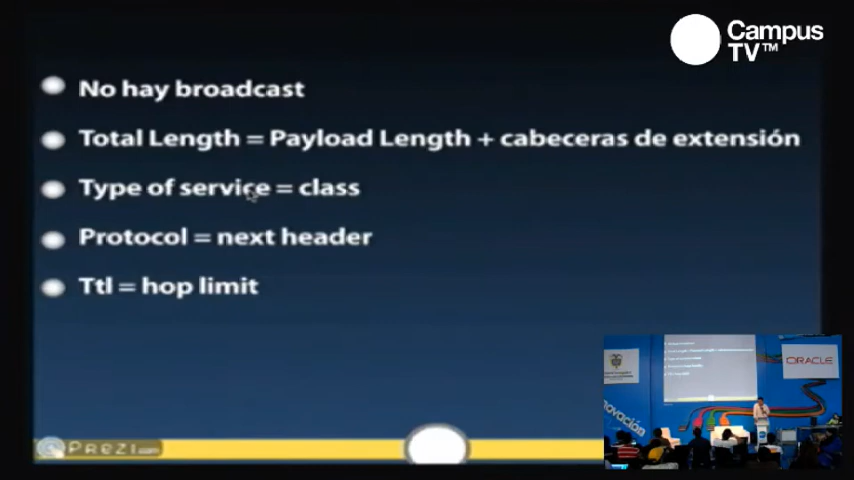 Campus
TV™
No hay broadcast
Total Length = Payload Length + cabeceras de extensión
Type of service = class
Protocol = next header
Ttl = hop limit
Prezi.com
ORACLE
novación